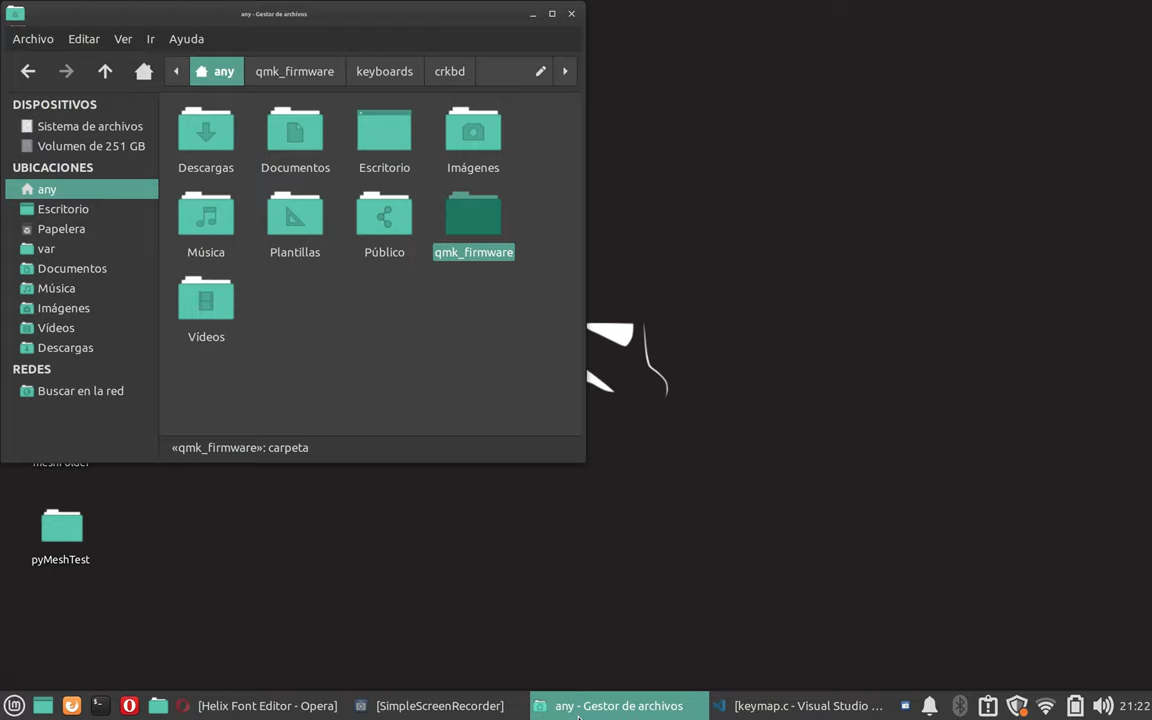 any - Gestor de archivos
Archivo Editar Ver Ir Ayuda
any qmk_firmware keyboards crkbd
DISPOSITIVOS
Sistema de archivos
Volumen de 251 GB
UBICACIONES
any
Escritorio
Papelera
var
Documentos
Música
Imágenes
Vídeos
Descargas
REDES
Buscar en la red
Descargas Documentos Escritorio Imágenes
Música Plantillas Público qmk_firmware
Vídeos
«qmk_firmware»: carpeta
meshFolder
pyMeshTest
[Helix Font Editor - Opera] [SimpleScreenRecorder] any - Gestor de archivos [keymap.c - Visual Studio ... 21:22